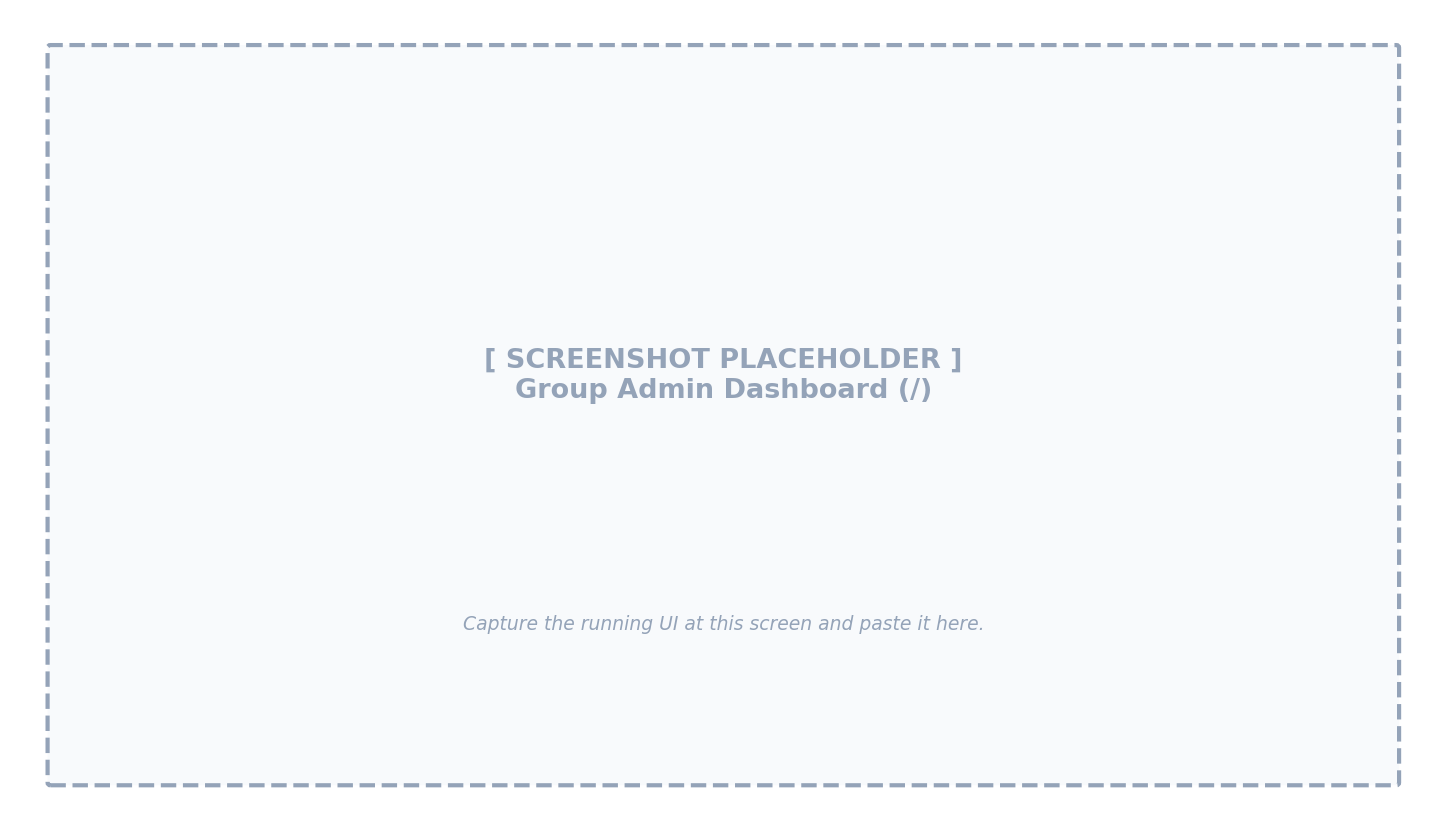 [ SCREENSHOT PLACEHOLDER ]
Group Admin Dashboard (/)
Capture the running UI at this screen and paste it here.